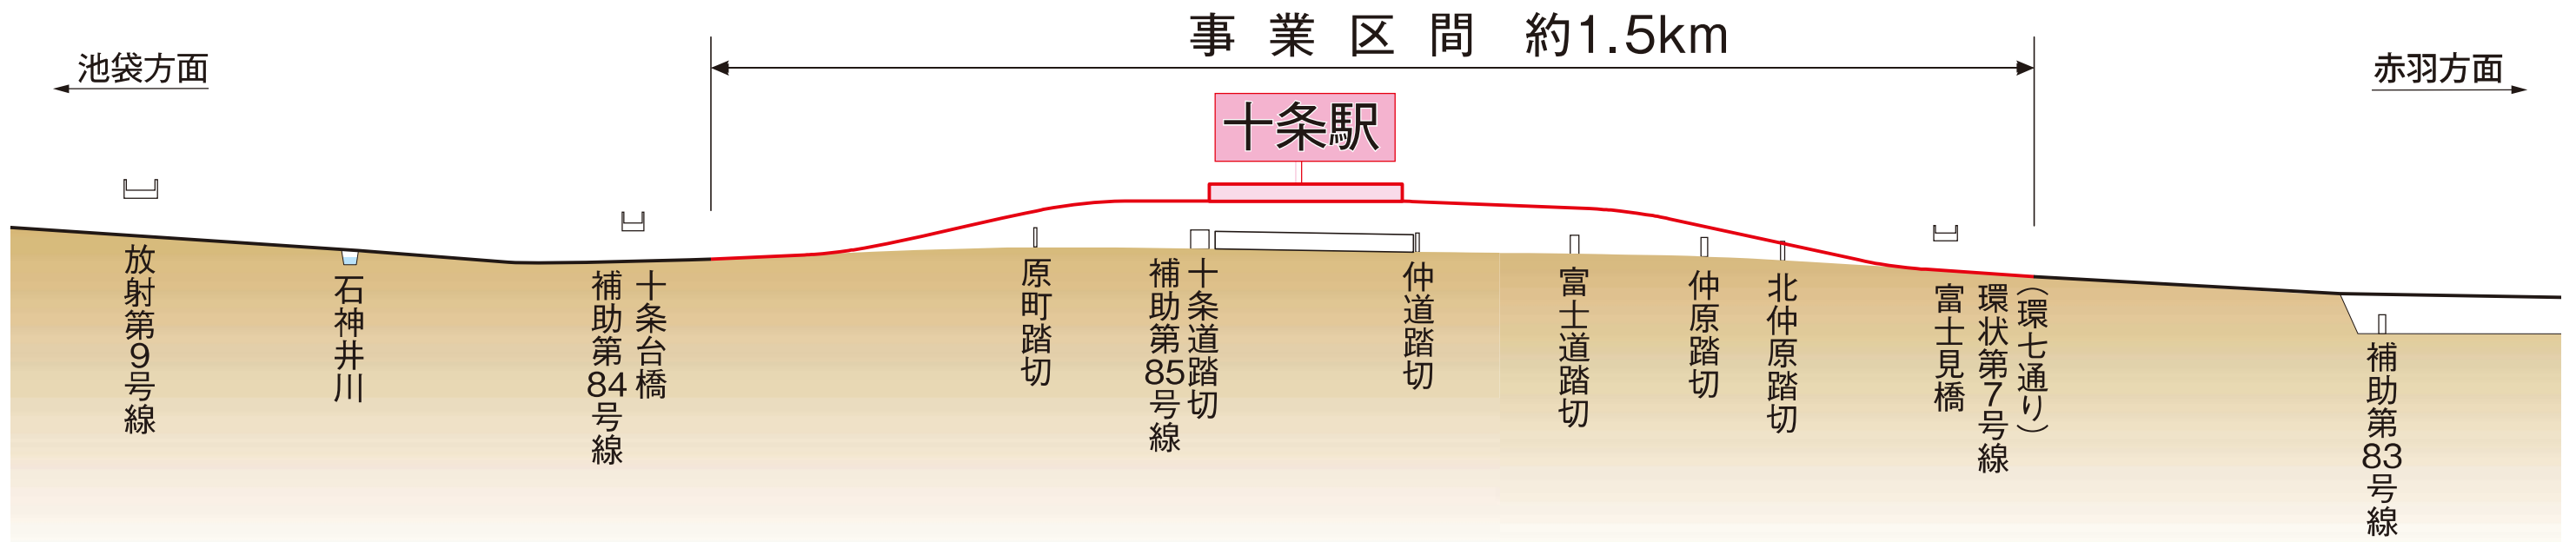 事業区間 約1.5km
池袋方面
赤羽方面
十条駅
放射第9号線
石神井川
補助第84号線
十条台橋
原町踏切
補助第85号線
十条道踏切
仲道踏切
富士道踏切
仲原踏切
北仲原踏切
富士見橋
環状第7号線
(環七通り)
補助第83号線